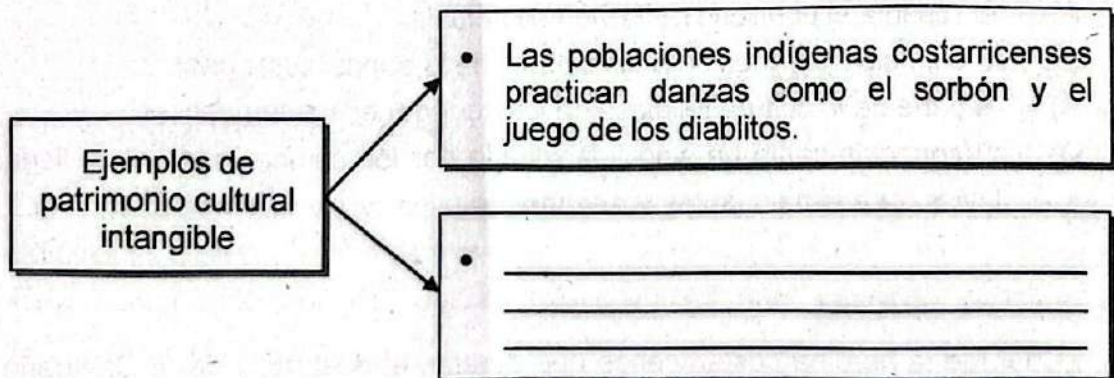 Ejemplos de
patrimonio cultural
intangible
• Las poblaciones indígenas costarricenses
practican danzas como el sorbón y el
juego de los diablitos.
•